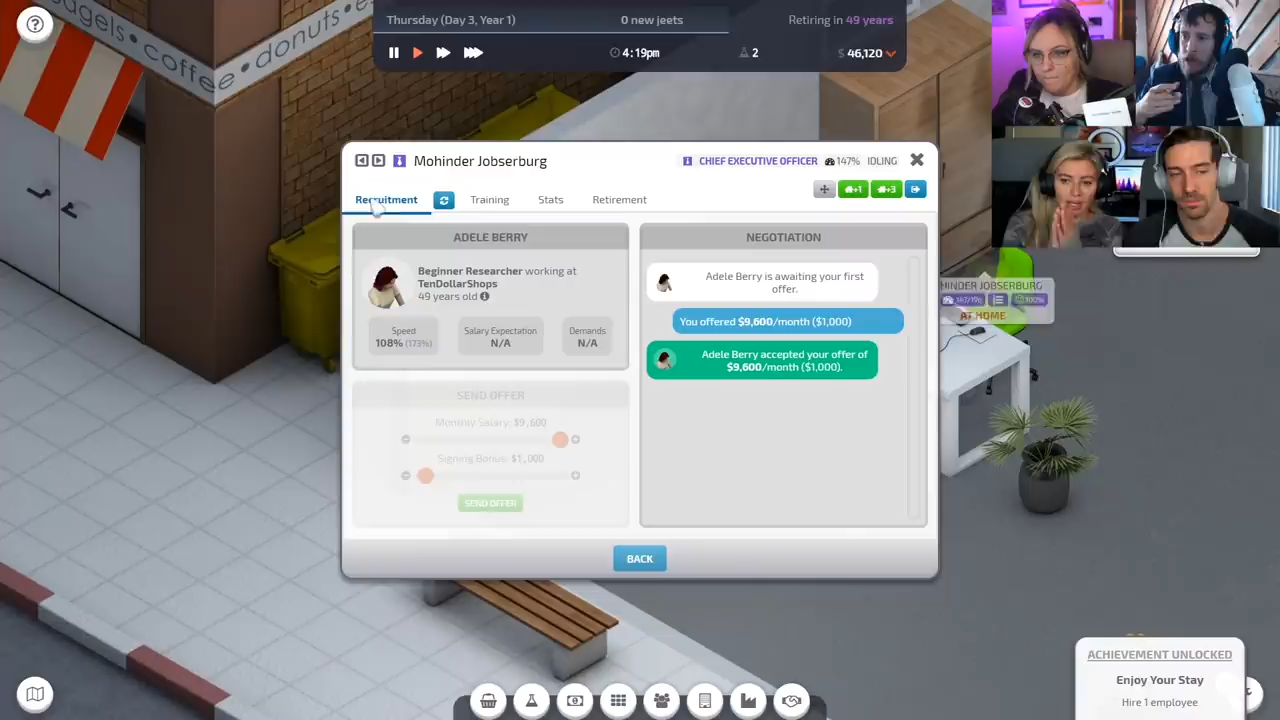 bagels • coffee • donuts •
Thursday (Day 3, Year 1)
0 new jeets
Retiring in 49 years
4:19pm
2
$ 46,120
Mohinder Jobserburg
CHIEF EXECUTIVE OFFICER
147%
IDLING
+1
+3
Recruitment
Training
Stats
Retirement
ADELE BERRY
Beginner Researcher working at
TenDollarShops
49 years old
Speed
108% (173%)
Salary Expectation
N/A
Demands
N/A
SEND OFFER
Monthly Salary: $9,600
Signing Bonus: $1,000
SEND OFFER
NEGOTIATION
Adele Berry is awaiting your first
offer.
You offered $9,600/month ($1,000)
Adele Berry accepted your offer of
$9,600/month ($1,000).
BACK
HINDER JOBSERBURG
100%
AT HOME
ACHIEVEMENT UNLOCKED
Enjoy Your Stay
Hire 1 employee